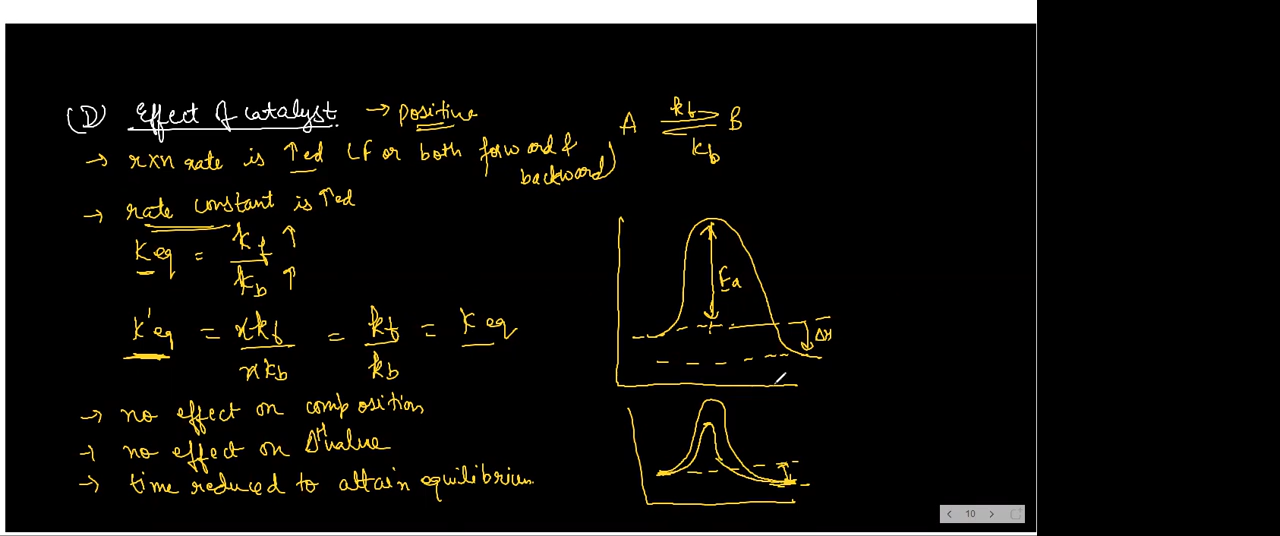 (D) Effect of catalyst → positive
→ rxn rate is ↑ed (For both forward & backward)
→ rate constant is ↑ed
Keq = kf ↑ / kb ↑
K'eq = xkf / xkb = kf / kb = Keq
→ no effect on composition
→ no effect on ΔH value
→ time reduced to attain equilibrium
A ⇌ B
kf
kb
Ea
ΔH
10